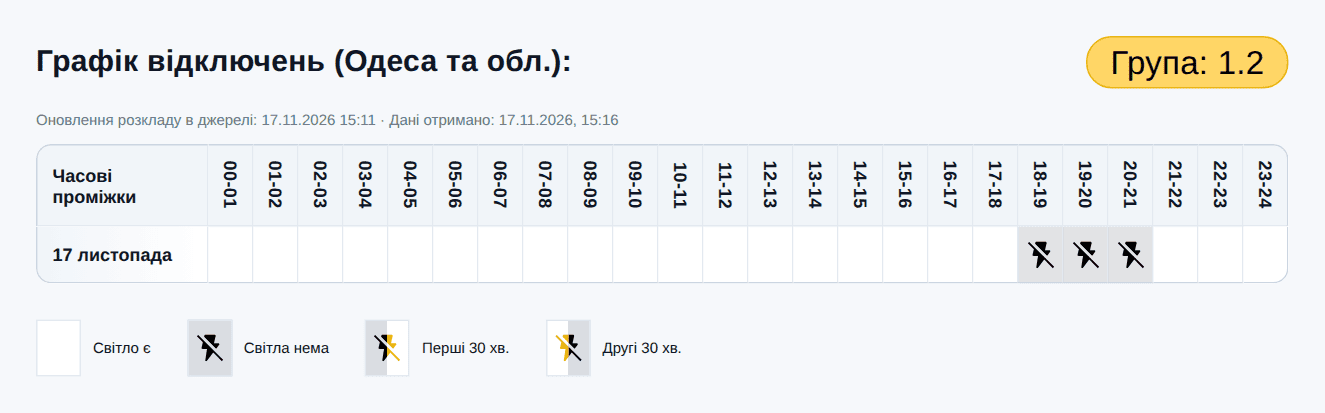 Графік відключень (Одеса та обл.):
Група: 1.2
Оновлення розкладу в джерелі: 17.11.2026 15:11 · Дані отримано: 17.11.2026, 15:16
Часові проміжки 00-01 01-02 02-03 03-04 04-05 05-06 06-07 07-08 08-09 09-10 10-11 11-12 12-13 13-14 14-15 15-16 16-17 17-18 18-19 19-20 20-21 21-22 22-23 23-24
17 листопада
Світло є Світла нема Перші 30 хв. Другі 30 хв.